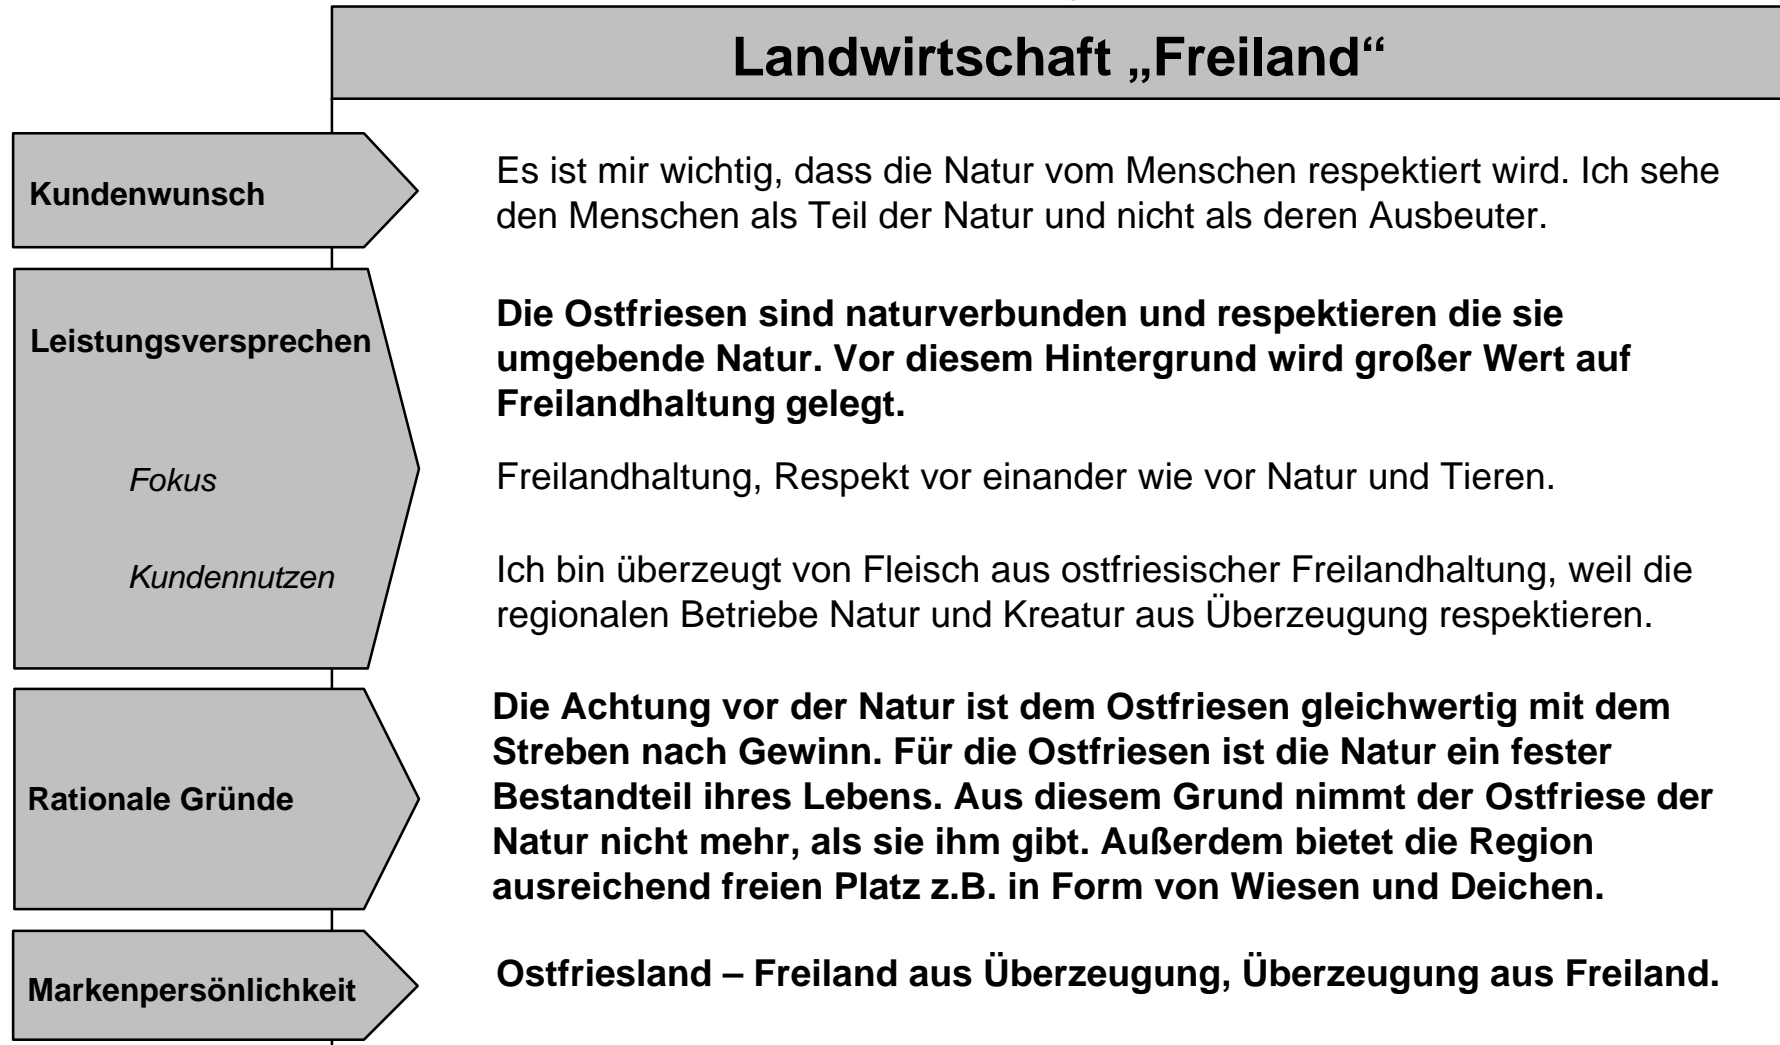 Landwirtschaft „Freiland“
Kundenwunsch
Es ist mir wichtig, dass die Natur vom Menschen respektiert wird. Ich sehe
den Menschen als Teil der Natur und nicht als deren Ausbeuter.
Leistungsversprechen
Die Ostfriesen sind naturverbunden und respektieren die sie
umgebende Natur. Vor diesem Hintergrund wird großer Wert auf
Freilandhaltung gelegt.
Fokus
Freilandhaltung, Respekt vor einander wie vor Natur und Tieren.
Kundennutzen
Ich bin überzeugt von Fleisch aus ostfriesischer Freilandhaltung, weil die
regionalen Betriebe Natur und Kreatur aus Überzeugung respektieren.
Rationale Gründe
Die Achtung vor der Natur ist dem Ostfriesen gleichwertig mit dem
Streben nach Gewinn. Für die Ostfriesen ist die Natur ein fester
Bestandteil ihres Lebens. Aus diesem Grund nimmt der Ostfriese der
Natur nicht mehr, als sie ihm gibt. Außerdem bietet die Region
ausreichend freien Platz z.B. in Form von Wiesen und Deichen.
Markenpersönlichkeit
Ostfriesland – Freiland aus Überzeugung, Überzeugung aus Freiland.